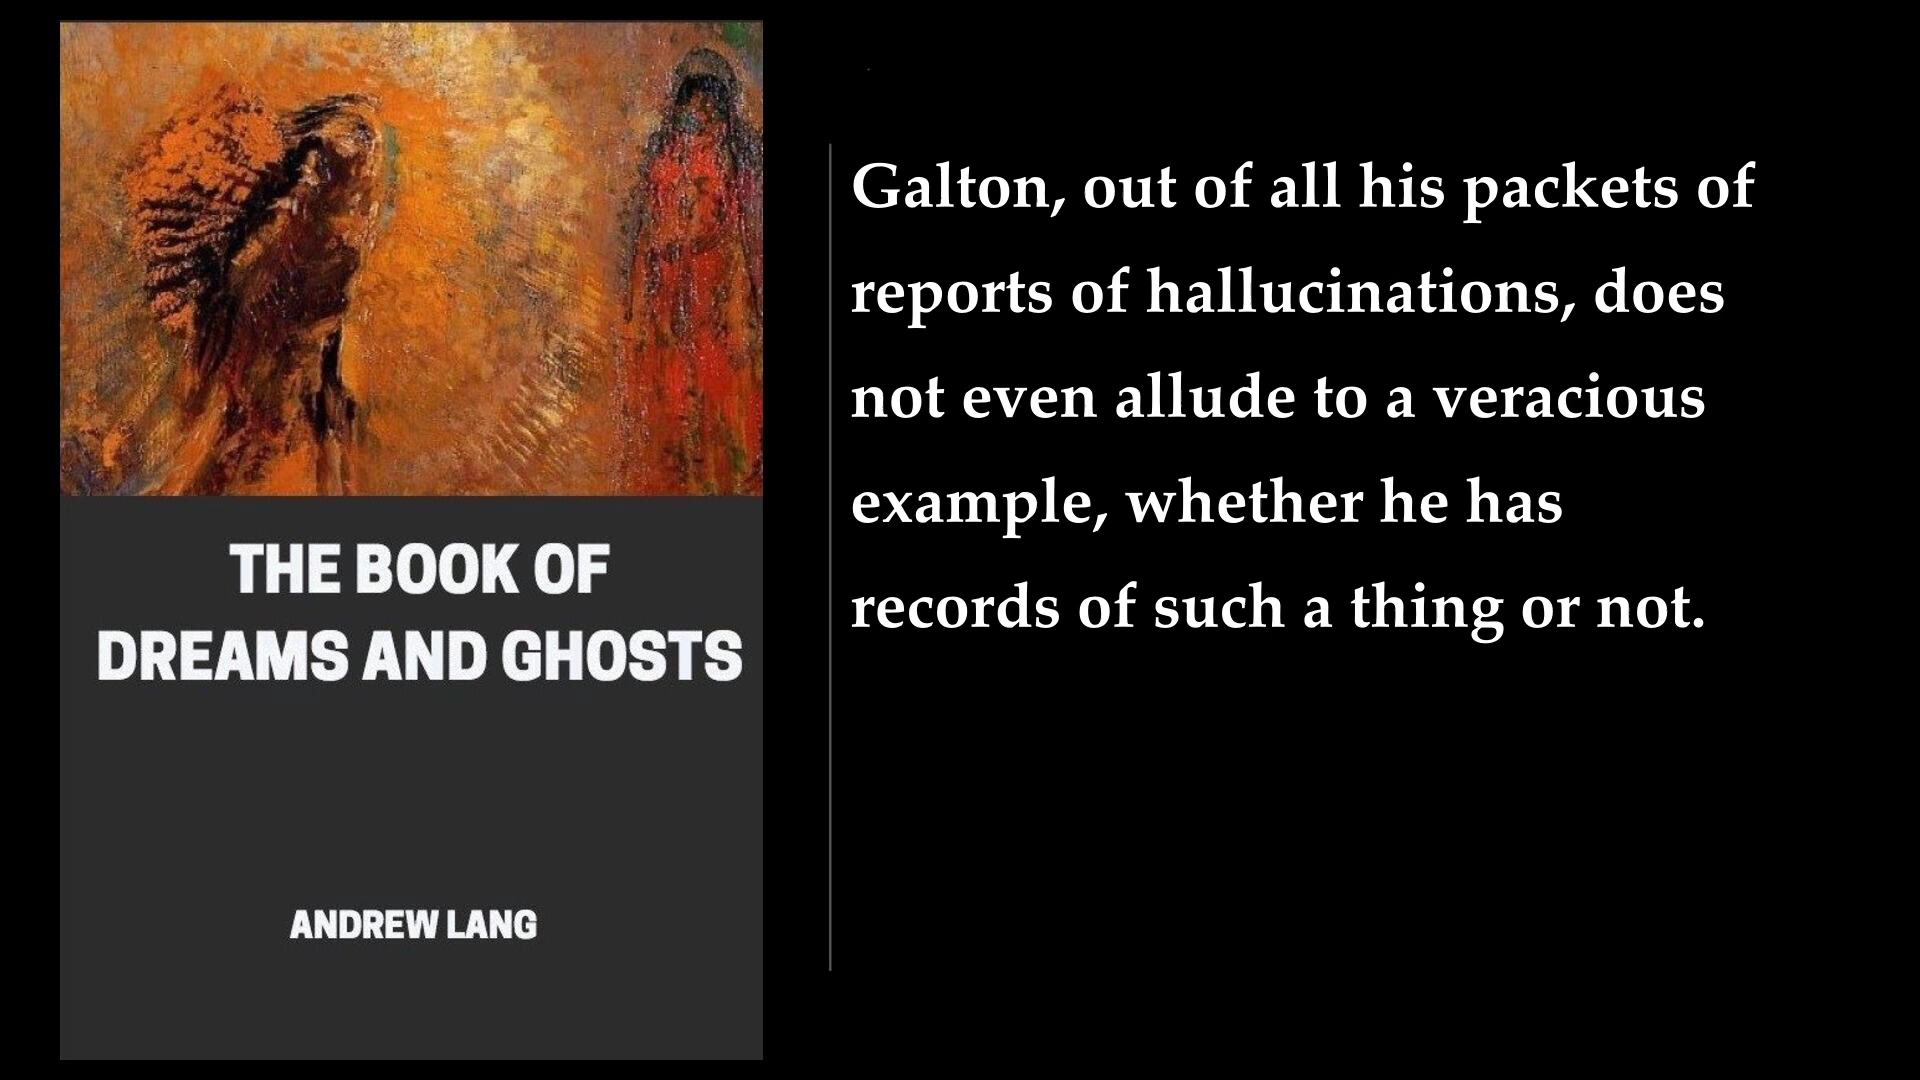 THE BOOK OF
DREAMS AND GHOSTS
ANDREW LANG
Galton, out of all his packets of
reports of hallucinations, does
not even allude to a veracious
example, whether he has
records of such a thing or not.